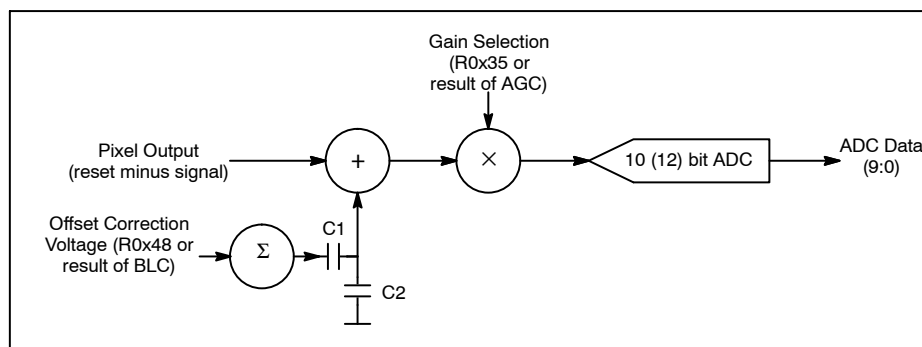 Gain Selection
(R0x35 or
result of AGC)
Pixel Output
(reset minus signal)
+
×
10 (12) bit ADC
ADC Data
(9:0)
Offset Correction
Voltage (R0x48 or
result of BLC)
Σ
C1
C2